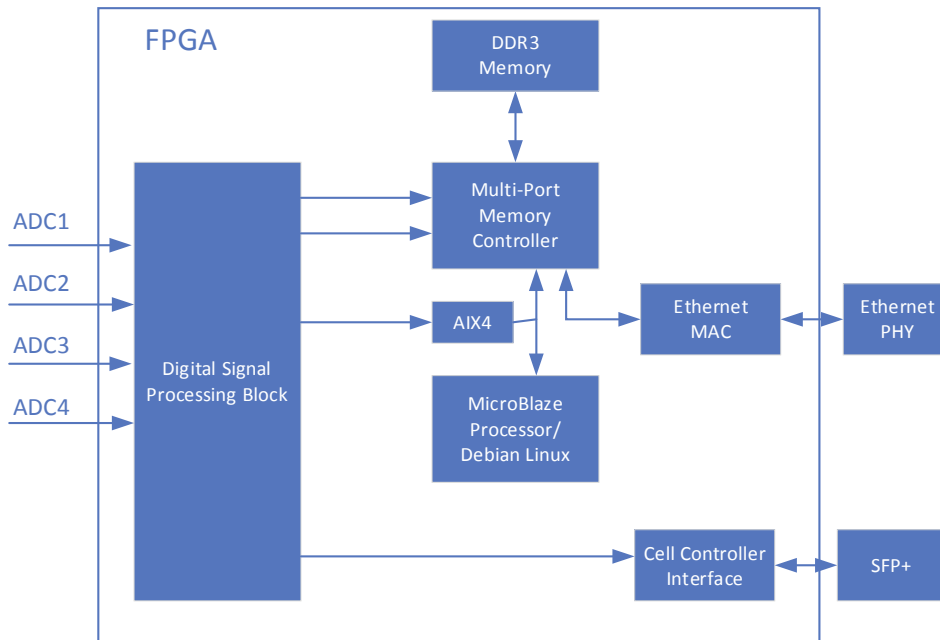 FPGA
DDR3
Memory
Multi-Port
Memory
Controller
ADC1
ADC2
ADC3
ADC4
Digital Signal
Processing Block
AIX4
Ethernet
MAC
Ethernet
PHY
MicroBlaze
Processor/
Debian Linux
Cell Controller
Interface
SFP+